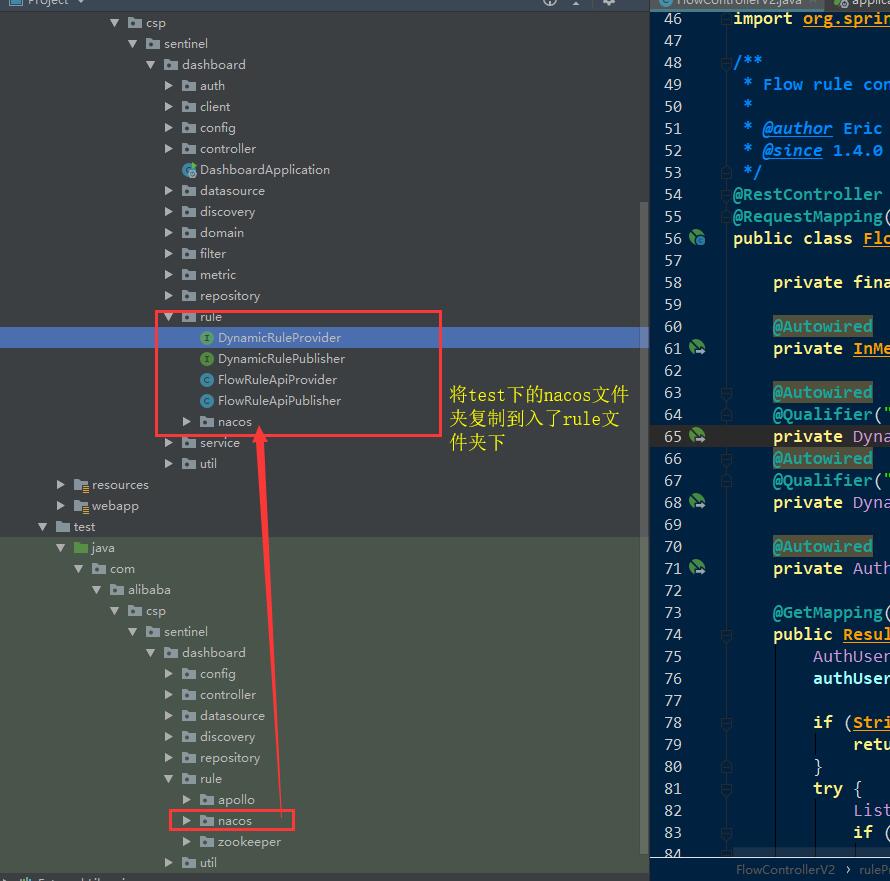 Project
csp
sentinel
dashboard
auth
client
config
controller
DashboardApplication
datasource
discovery
domain
filter
metric
repository
rule
DynamicRuleProvider
DynamicRulePublisher
FlowRuleApiProvider
FlowRuleApiPublisher
nacos
service
util
resources
webapp
test
java
com
alibaba
csp
sentinel
dashboard
config
controller
datasource
discovery
repository
rule
apollo
nacos
zookeeper
util
将test下的nacos文件
夹复制到入了rule文
件夹下
FlowControllerV2.java
46 import org.sprin
47
48 /**
49 * Flow rule con
50 *
51 * @author Eric
52 * @since 1.4.0
53 */
54 @RestController
55 @RequestMapping(
56 public class Flo
57
58 private fina
59
60 @Autowired
61 private InMe
62
63 @Autowired
64 @Qualifier("
65 private Dyna
66 @Autowired
67 @Qualifier("
68 private Dyna
69
70 @Autowired
71 private Auth
72
73 @GetMapping(
74 public Resul
75 AuthUser
76 authUser
77
78 if (Stri
79 retu
80 }
81 try {
82 List
83 if (
84
FlowControllerV2 › ruleP